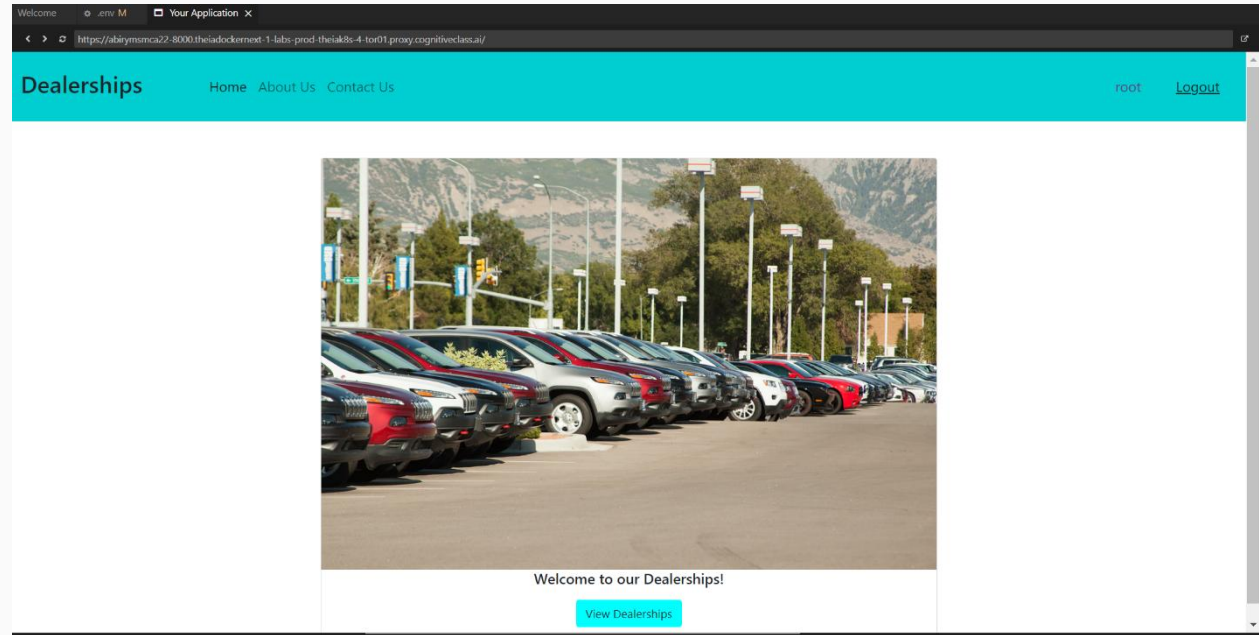 Welcome .env M Your Application
https://abirymsmca22-8000.theiadockernext-1-labs-prod-theiak8s-4-tor01.proxy.cognitiveclass.ai/
Dealerships Home About Us Contact Us root Logout
Welcome to our Dealerships!
View Dealerships